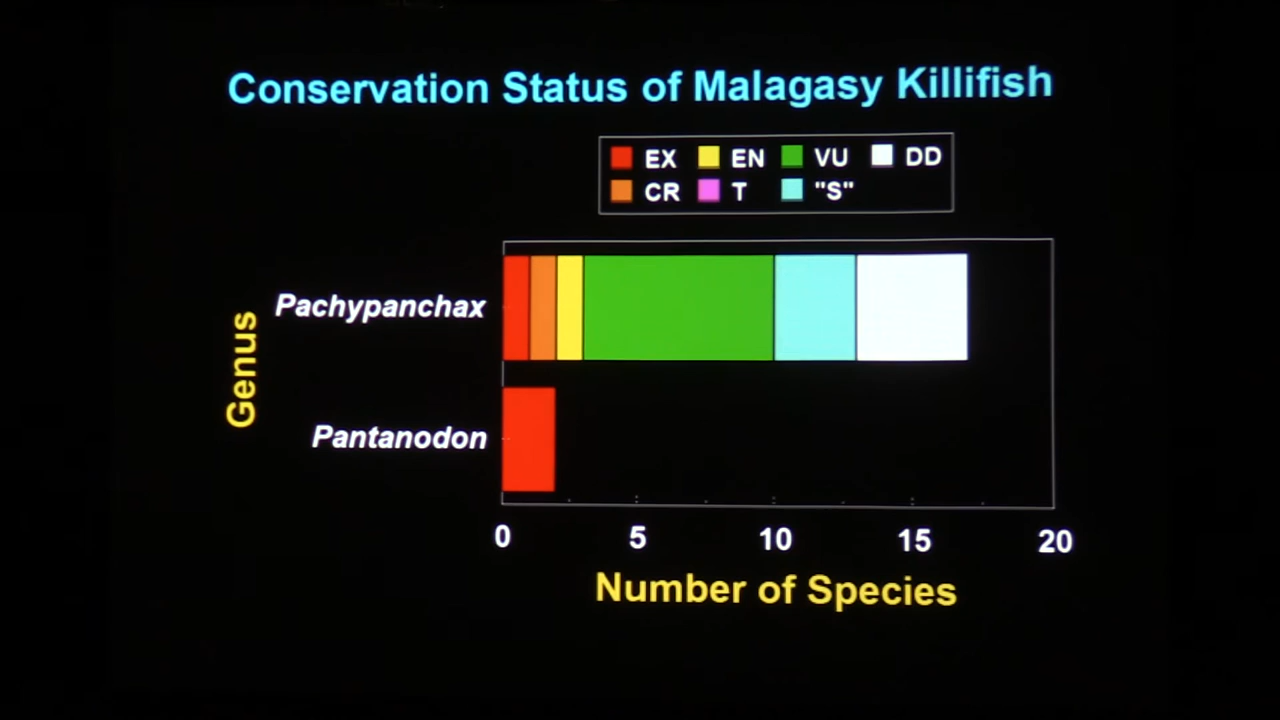 Conservation Status of Malagasy Killifish
EX EN VU DD
CR T "S"
Pachypanchax
Pantanodon
Genus
0 5 10 15 20
Number of Species